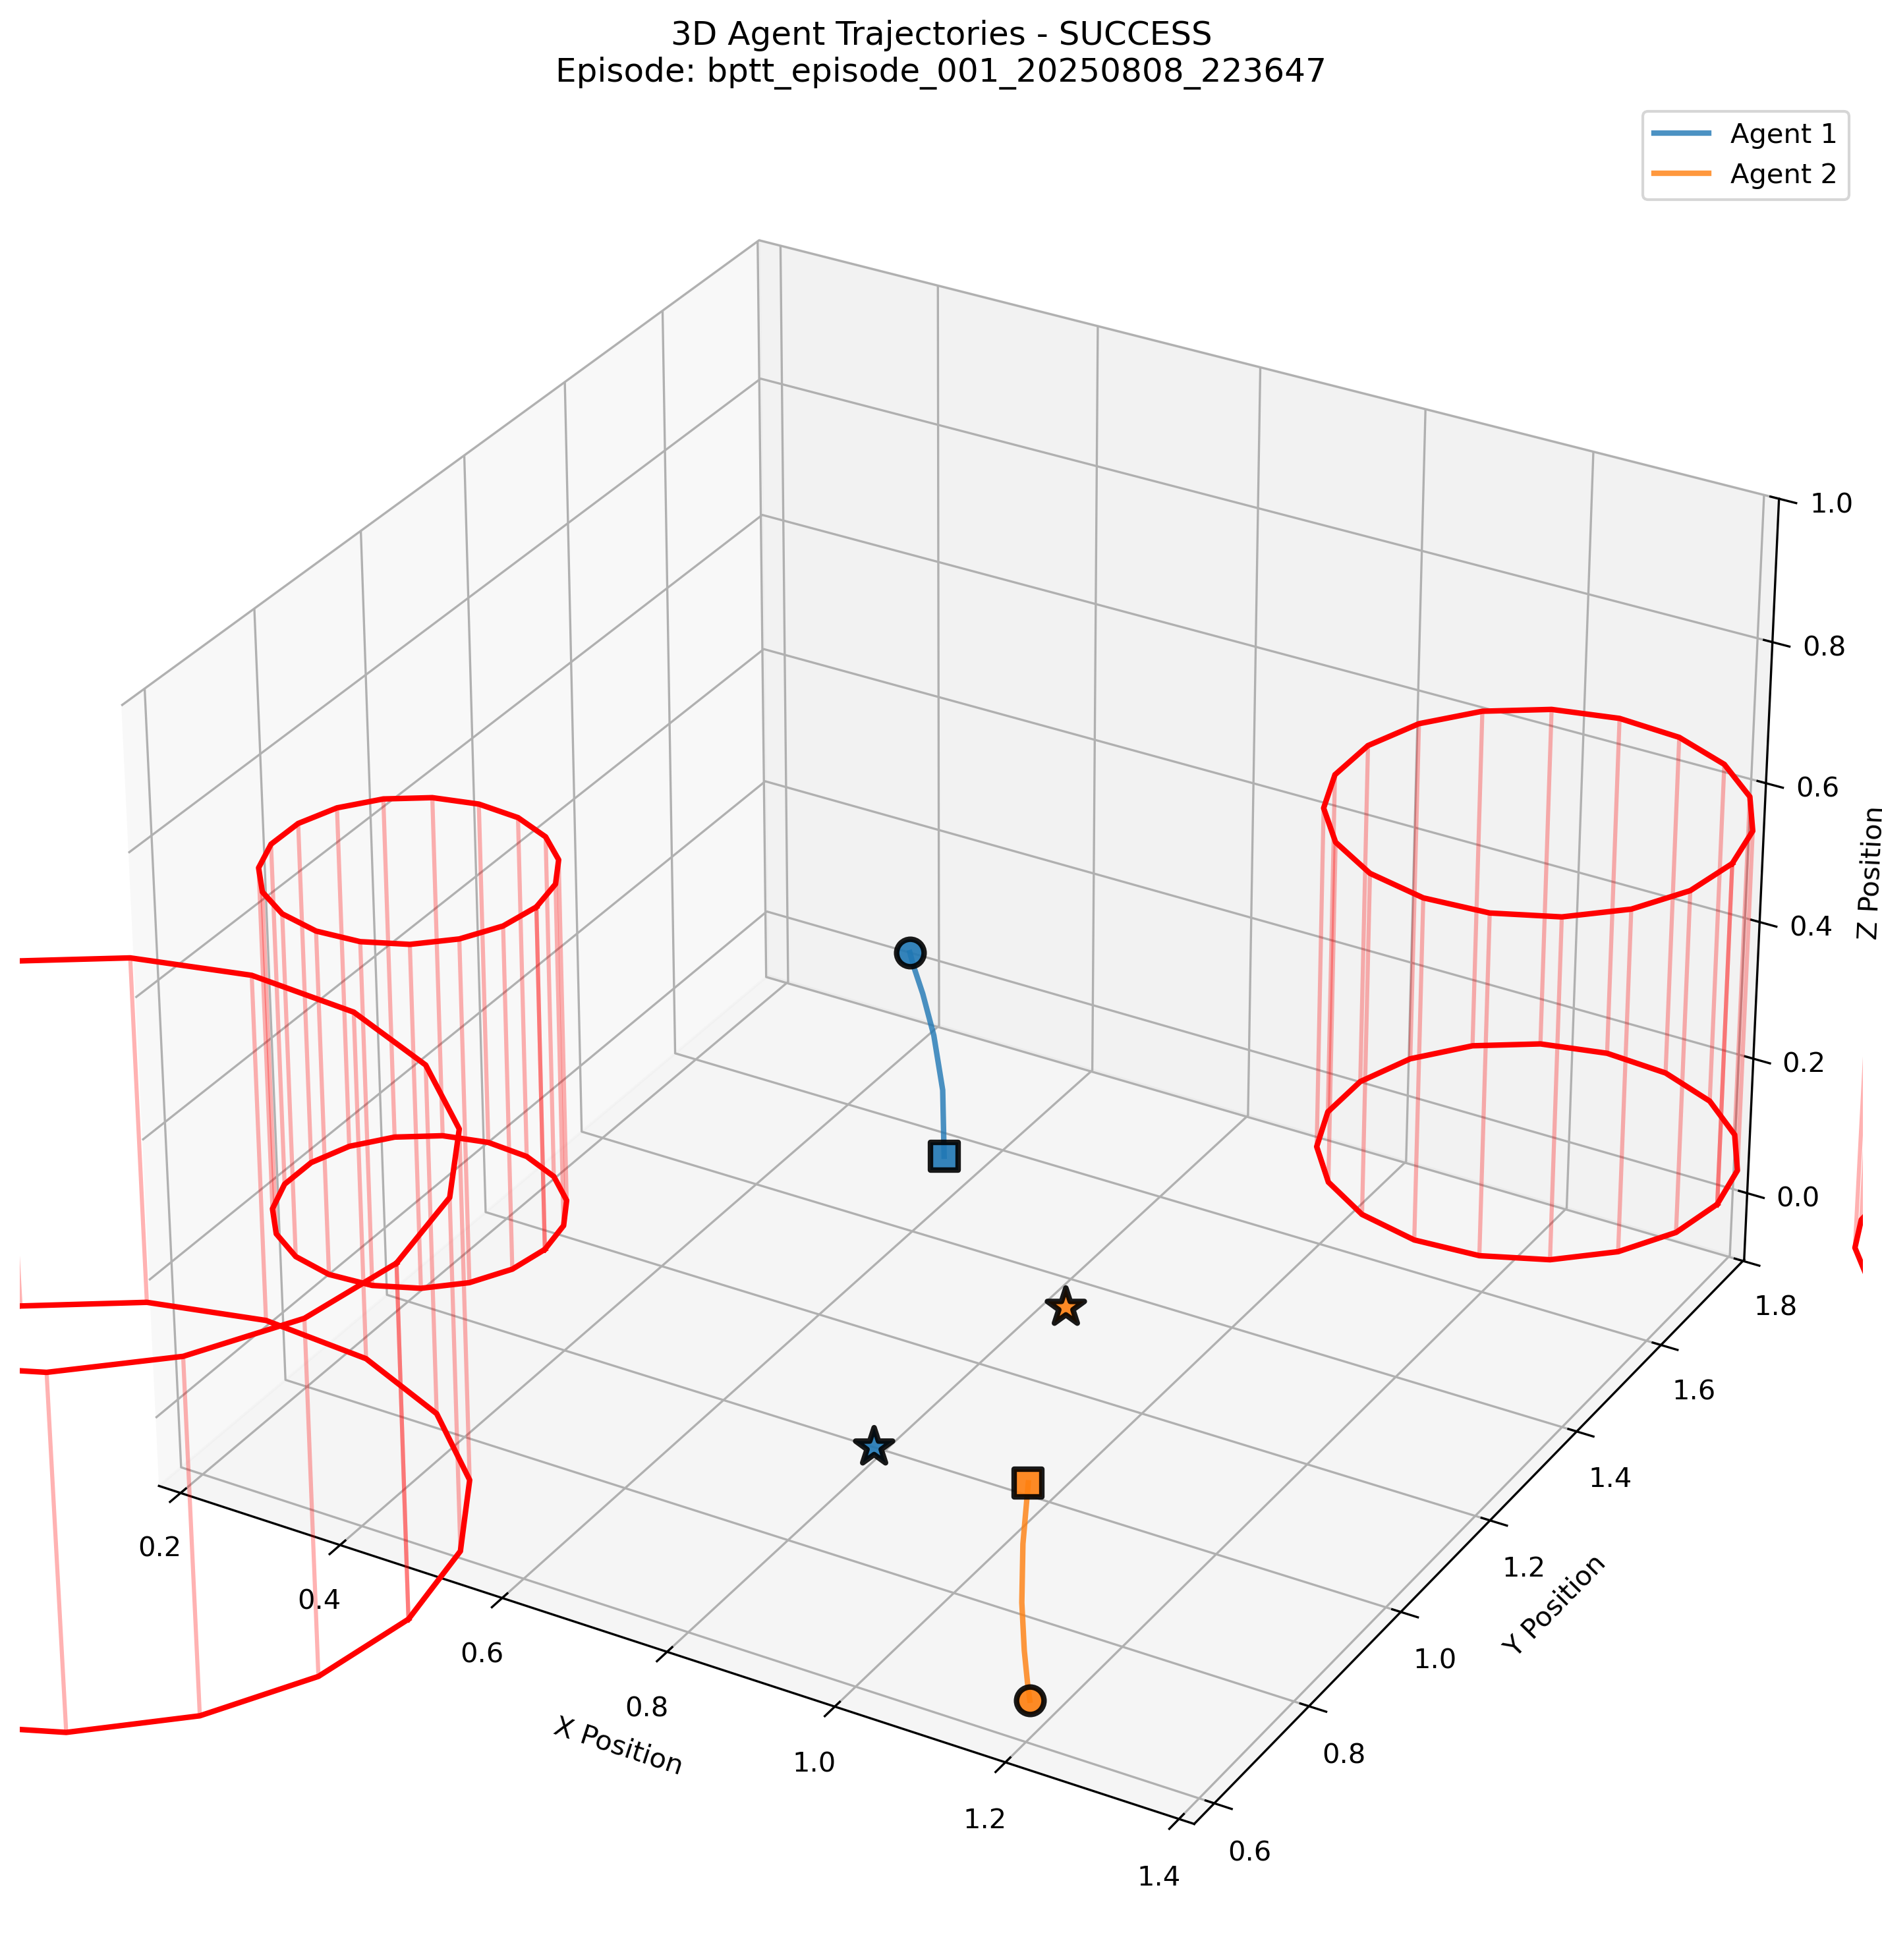 3D Agent Trajectories - SUCCESS
Episode: bptt_episode_001_20250808_223647
Agent 1
Agent 2
1.0
0.8
0.6
0.4
0.2
0.0
Z Position
1.8
1.6
1.4
1.2
1.0
0.8
0.6
Y Position
0.2
0.4
0.6
0.8
1.0
1.2
1.4
X Position